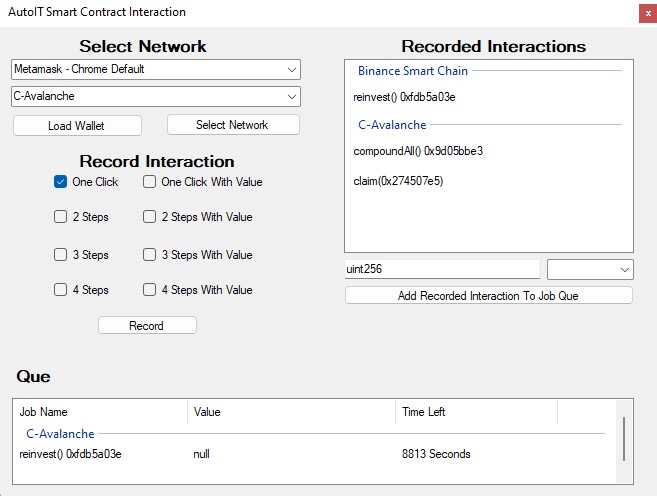 AutoIT Smart Contract Interaction
x
Select Network
Metamask - Chrome Default
C-Avalanche
Load Wallet
Select Network
Record Interaction
One Click
One Click With Value
2 Steps
2 Steps With Value
3 Steps
3 Steps With Value
4 Steps
4 Steps With Value
Record
Recorded Interactions
Binance Smart Chain
reinvest() 0xfdb5a03e
C-Avalanche
compoundAll() 0x9d05bbe3
claim(0x274507e5)
uint256
Add Recorded Interaction To Job Que
Que
Job Name Value Time Left
C-Avalanche
reinvest() 0xfdb5a03e null 8813 Seconds